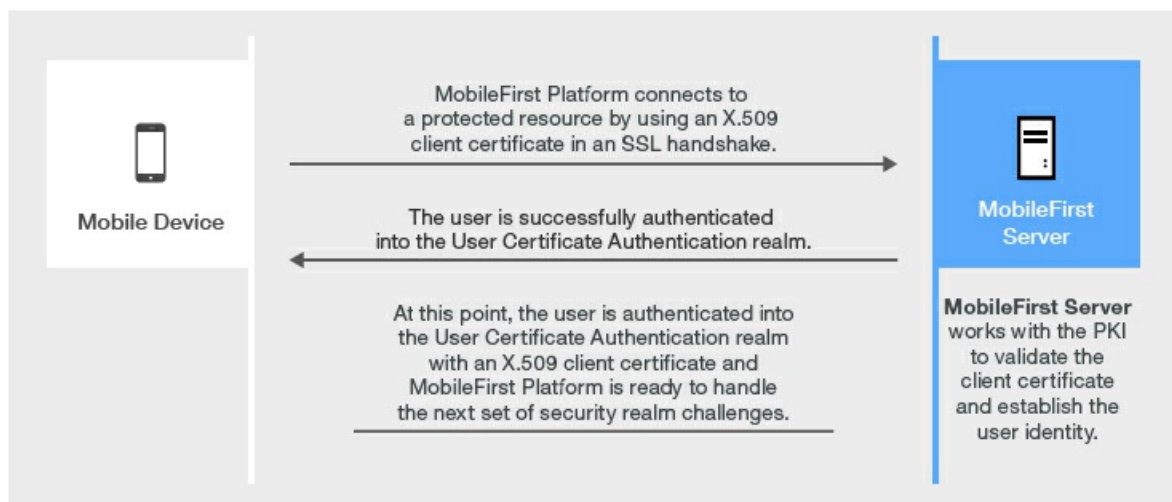 MobileFirst Platform connects to
a protected resource by using an X.509
client certificate in an SSL handshake.
Mobile Device
The user is successfully authenticated
into the User Certificate Authentication realm.
MobileFirst
Server
At this point, the user is authenticated into
the User Certificate Authentication realm
with an X.509 client certificate and
MobileFirst Platform is ready to handle
the next set of security realm challenges.
MobileFirst Server
works with the PKI
to validate the
client certificate
and establish the
user identity.